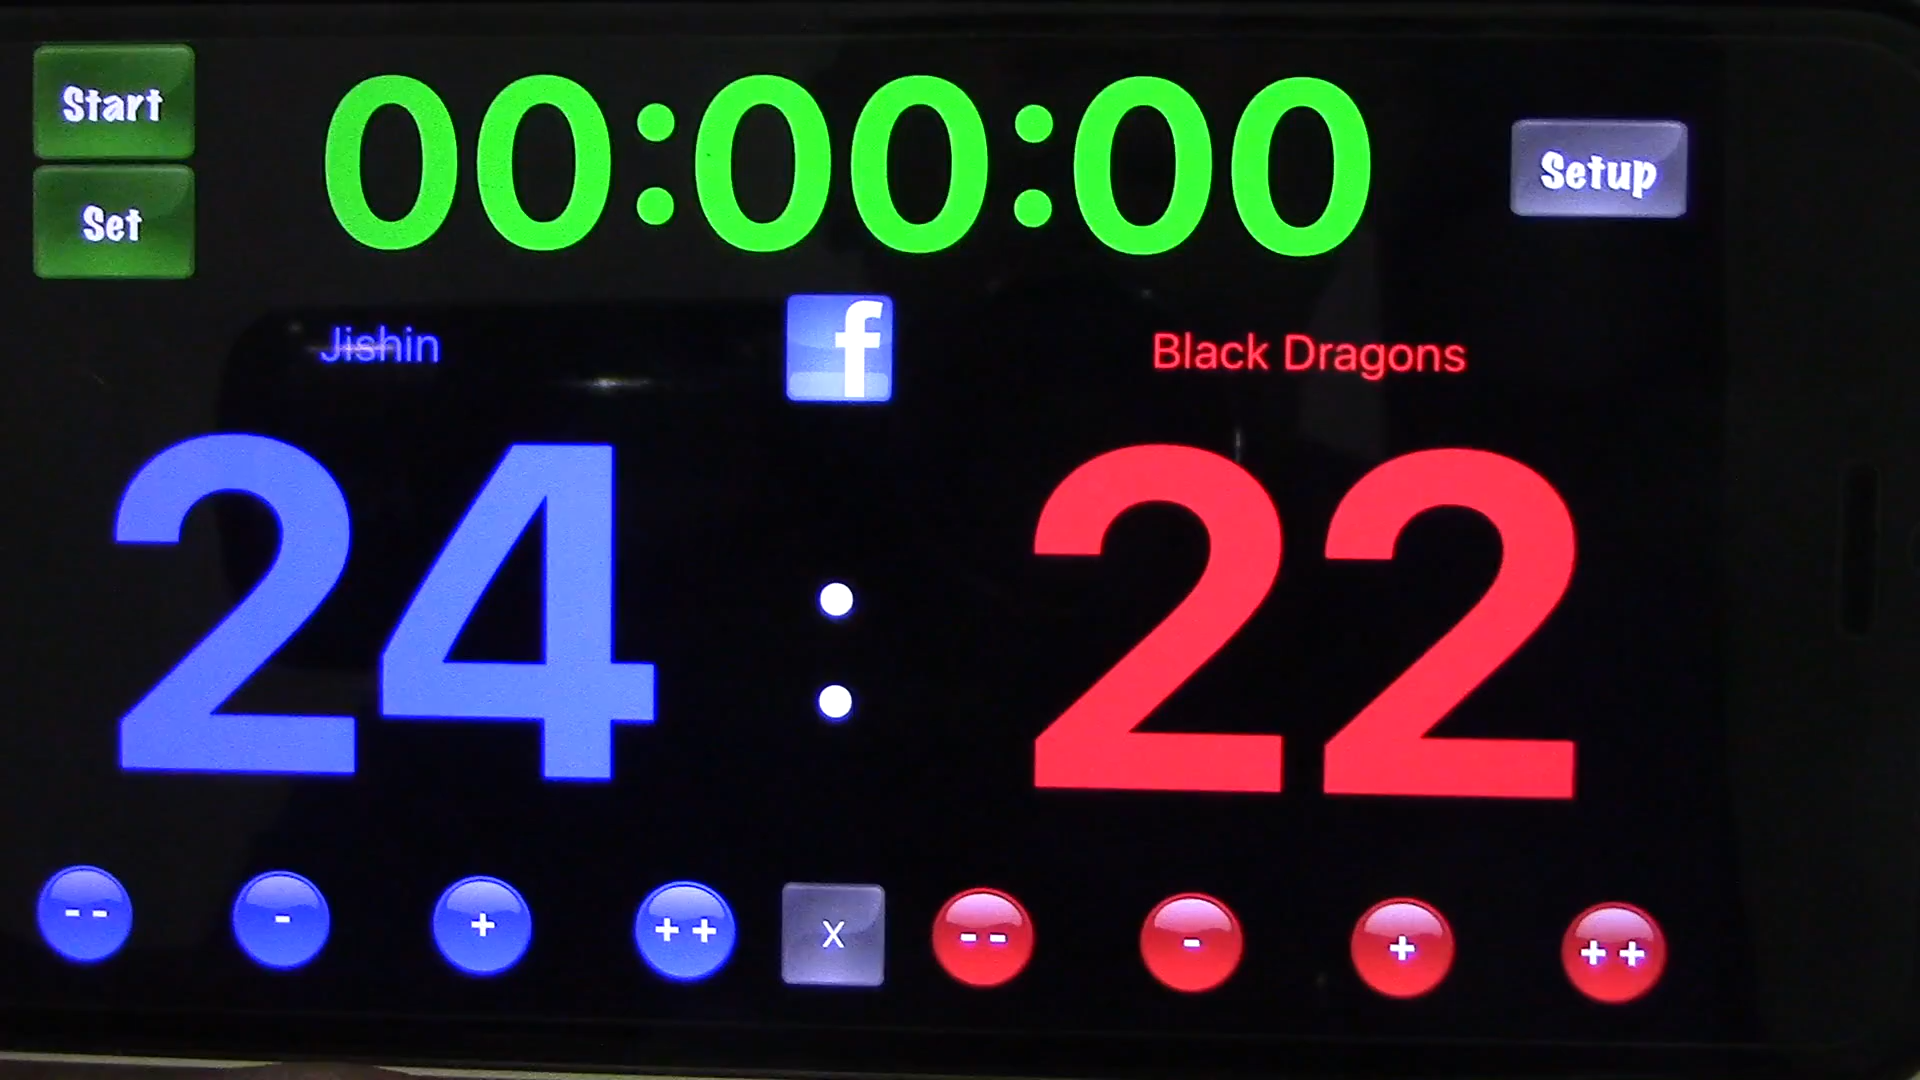 Start
00:00:00
Setup
Set
Jishin
f
Black Dragons
24 : 22
-- - + ++ X -- - + ++